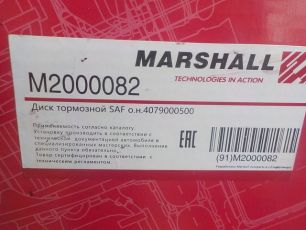 MARSHALL
TECHNOLOGIES IN ACTION
M2000082
Диск тормозной SAF о.н.4079000500
Применяемость согласно каталогу.
Установку производить в соответствии с
технической документацией автомобиля в
специализированных мастерских. Выполнение
данного пункта обязательно.
Товар сертифицирован в соответствии с
техническим регламентом.
EAC
(91)M2000082